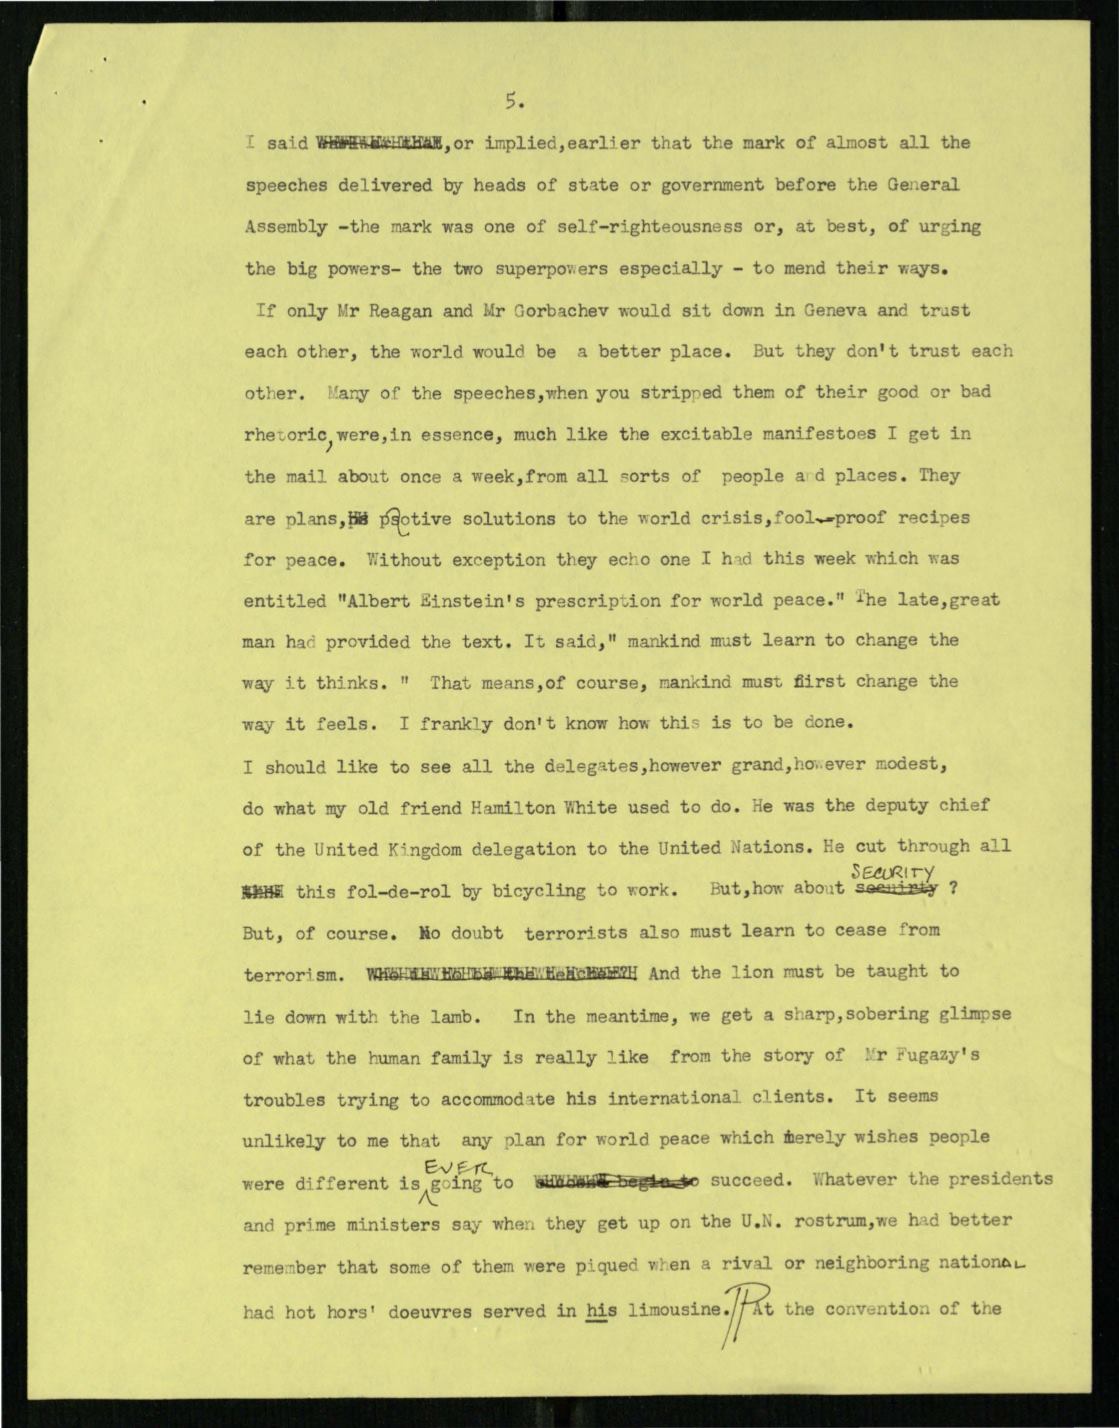 5.
I said ,or implied,earlier that the mark of almost all the
speeches delivered by heads of state or government before the General
Assembly -the mark was one of self-righteousness or, at best, of urging
the big powers- the two superpowers especially - to mend their ways.
If only Mr Reagan and Mr Gorbachev would sit down in Geneva and trust
each other, the world would be a better place. But they don't trust each
other. Many of the speeches,when you stripped them of their good or bad
rhetoric, were,in essence, much like the excitable manifestoes I get in
the mail about once a week,from all sorts of people and places. They
are plans, psotive solutions to the world crisis,fool-proof recipes
for peace. Without exception they echo one I had this week which was
entitled "Albert Einstein's prescription for world peace." The late,great
man had provided the text. It said," mankind must learn to change the
way it thinks. " That means,of course, mankind must first change the
way it feels. I frankly don't know how this is to be done.
I should like to see all the delegates,however grand,however modest,
do what my old friend Hamilton White used to do. He was the deputy chief
of the United Kingdom delegation to the United Nations. He cut through all
this fol-de-rol by bicycling to work. But,how about SECURITY ?
But, of course. No doubt terrorists also must learn to cease from
terrorism. And the lion must be taught to
lie down with the lamb. In the meantime, we get a sharp,sobering glimpse
of what the human family is really like from the story of Mr Fugazy's
troubles trying to accommodate his international clients. It seems
unlikely to me that any plan for world peace which merely wishes people
were different is EVER going to succeed. Whatever the presidents
and prime ministers say when they get up on the U.N. rostrum,we had better
remember that some of them were piqued when a rival or neighboring national
had hot hors' doeuvres served in his limousine. At the convention of the